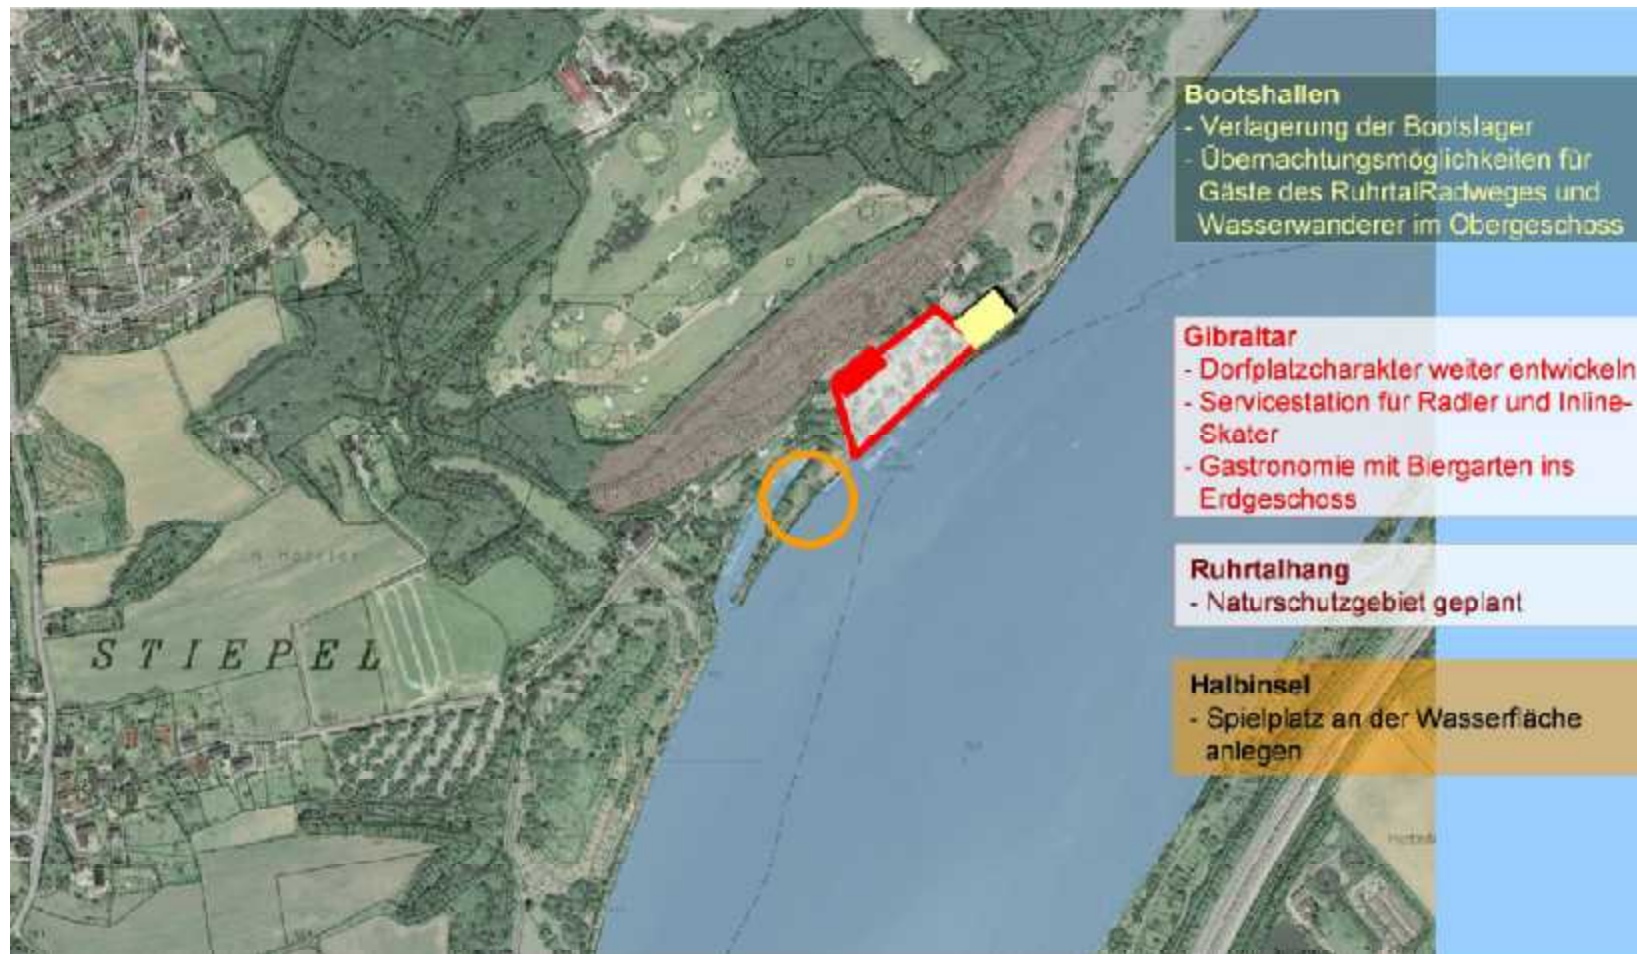 Bootshallen
- Verlagerung der Bootslager
- Übernachtungsmöglichkeiten für
Gäste des RuhrtalRadweges und
Wasserwanderer im Obergeschoss
Gibraltar
- Dorfplatzcharakter weiter entwickeln
- Servicestation für Radler und Inline-
Skater
- Gastronomie mit Biergarten ins
Erdgeschoss
Ruhrtalhang
- Naturschutzgebiet geplant
STIEPEL
Halbinsel
- Spielplatz an der Wasserfläche
anlegen